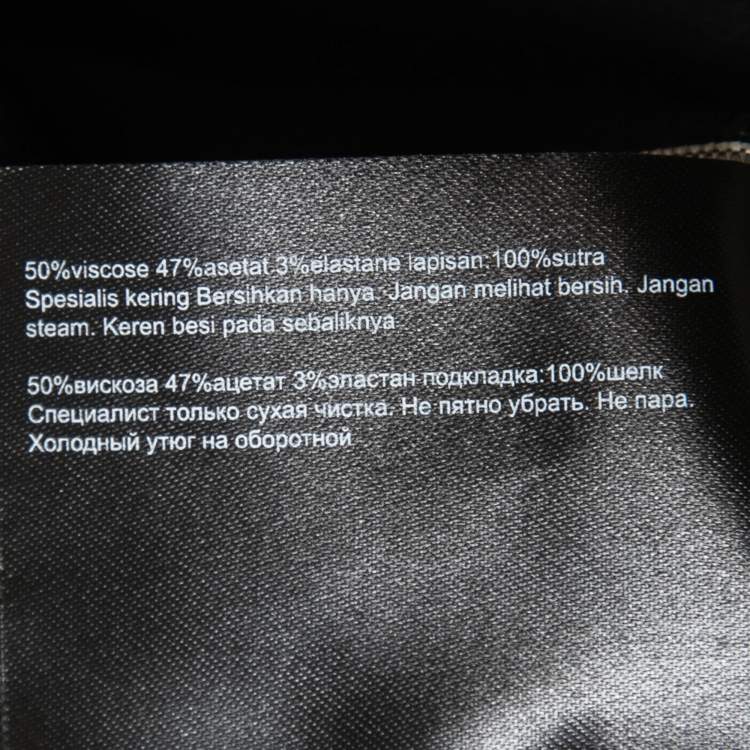 50%viscose 47%asetat 3%elastane lapisan:100%sutra
Spesialis kering Bersihkan hanya. Jangan melihat bersih. Jangan
steam. Keren besi pada sebaliknya
50%вискоза 47%ацетат 3%эластан подкладка:100%шелк
Специалист только сухая чистка. Не пятно убрать. Не пара.
Холодный утюг на оборотной